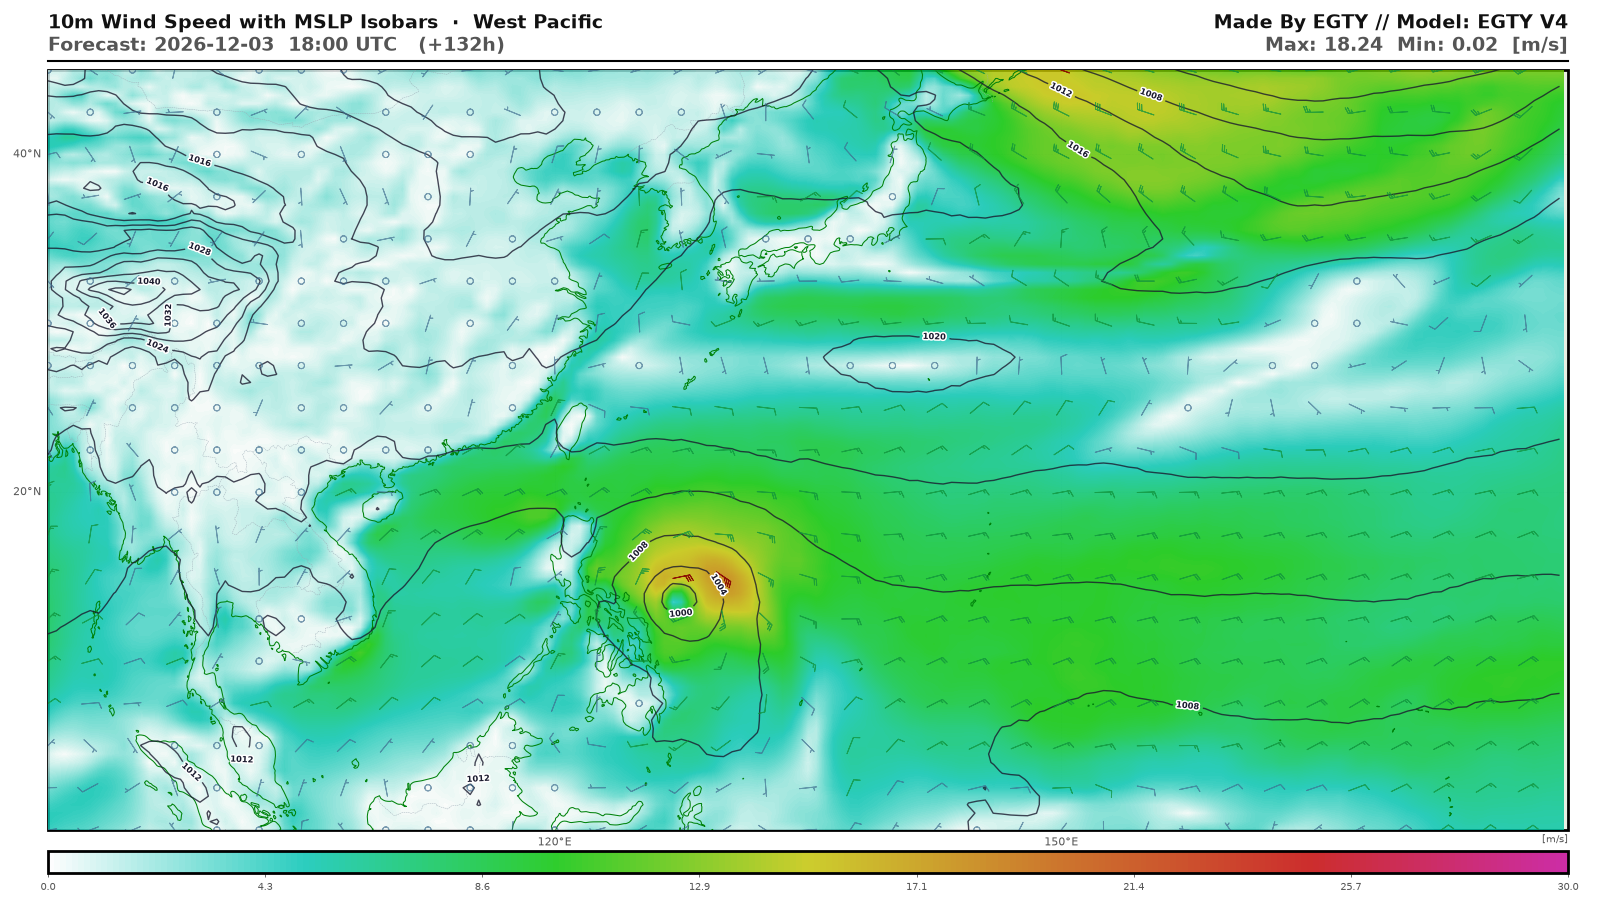 10m Wind Speed with MSLP Isobars · West Pacific
Made By EGTY // Model: EGTY V4
Forecast: 2026-12-03 18:00 UTC (+132h)
Max: 18.24 Min: 0.02 [m/s]
1012
1008
1016
40°N
1016
1016
1028
1040
1036
1032
1024
1020
20°N
1008
1004
1000
1008
1012
1012
1012
120°E
150°E
[m/s]
0.0
4.3
8.6
12.9
17.1
21.4
25.7
30.0